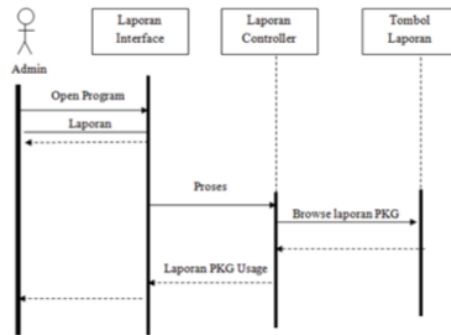 Laporan
Interface
Laporan
Controller
Tombol
Laporan
Admin
Open Program
Laporan
Proses
Browse laporan PKG
Laporan PKG Usage